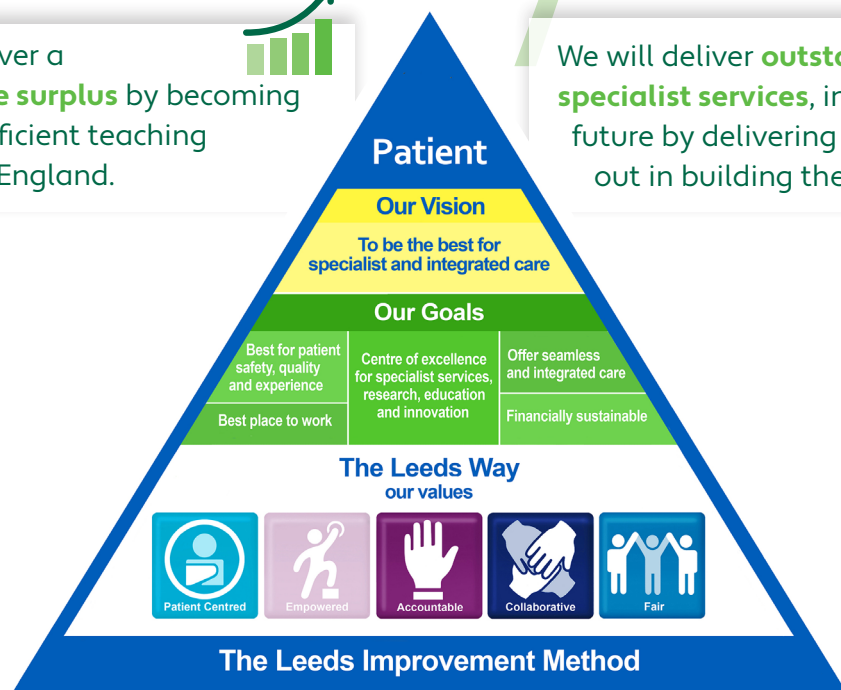 ver a
e surplus by becoming
ficient teaching
England.
We will deliver outsta
specialist services, in
future by delivering
out in building the
Patient
Our Vision
To be the best for
specialist and integrated care
Our Goals
Best for patient
safety, quality
and experience
Best place to work
Centre of excellence
for specialist services,
research, education
and innovation
Offer seamless
and integrated care
Financially sustainable
The Leeds Way
our values
Patient Centred
Empowered
Accountable
Collaborative
Fair
The Leeds Improvement Method